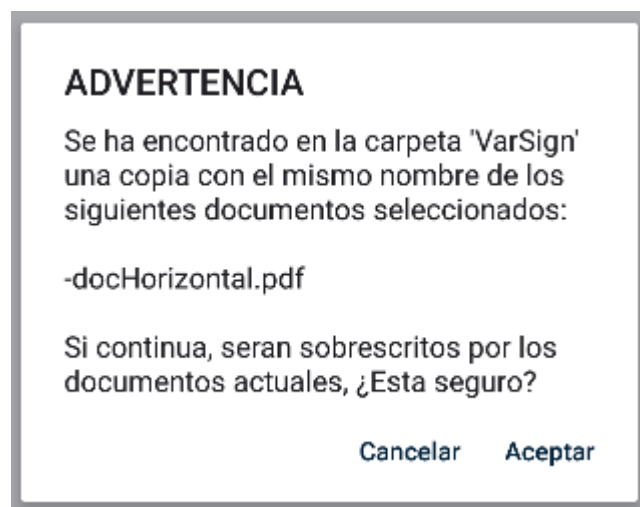 ADVERTENCIA
Se ha encontrado en la carpeta 'VarSign'
una copia con el mismo nombre de los
siguientes documentos seleccionados:
-docHorizontal.pdf
Si continua, seran sobrescritos por los
documentos actuales, ¿Esta seguro?
Cancelar Aceptar